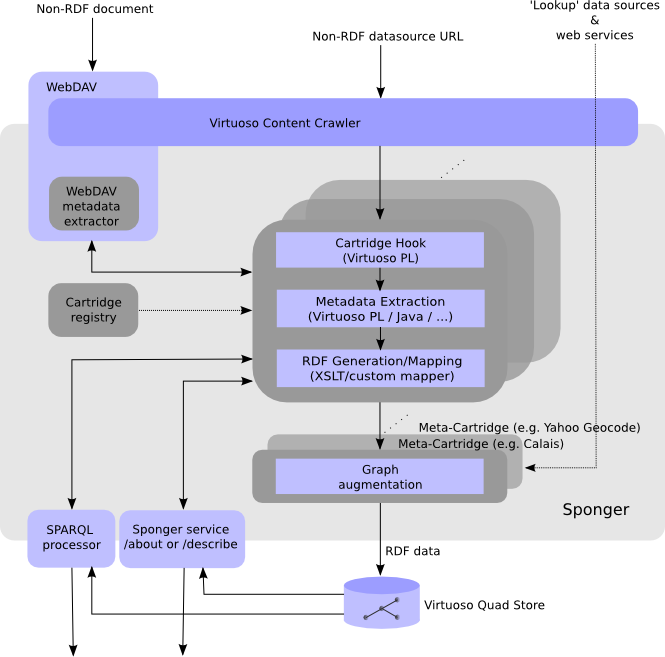 Non-RDF document
'Lookup' data sources
&
web services
Non-RDF datasource URL
WebDAV
Virtuoso Content Crawler
WebDAV
metadata
extractor
Cartridge Hook
(Virtuoso PL)
Cartridge
registry
Metadata Extraction
(Virtuoso PL / Java / ...)
RDF Generation/Mapping
(XSLT/custom mapper)
Meta-Cartridge (e.g. Yahoo Geocode)
Meta-Cartridge (e.g. Calais)
Graph
augmentation
Sponger
SPARQL
processor
Sponger service
/about or /describe
RDF data
Virtuoso Quad Store